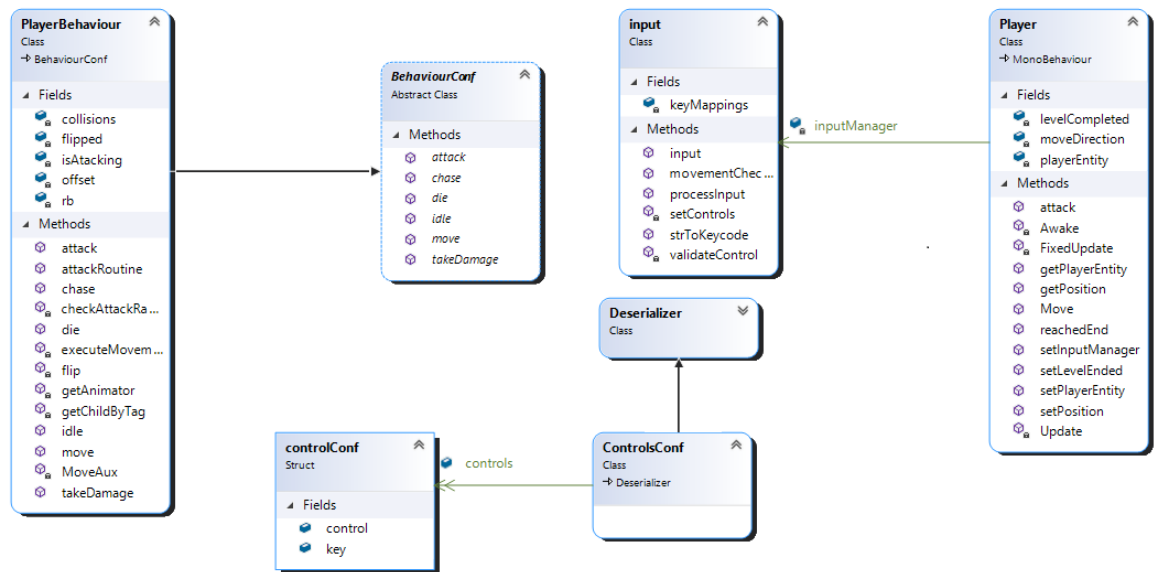 PlayerBehaviour
Class
BehaviourConf
Fields
collisions
flipped
isAtacking
offset
rb
Methods
attack
attackRoutine
chase
checkAttackRa...
die
executeMovem...
flip
getAnimator
getChildByTag
idle
move
MoveAux
takeDamage
BehaviourConf
Abstract Class
Methods
attack
chase
die
idle
move
takeDamage
input
Class
Fields
keyMappings
Methods
input
movementChec...
processInput
setControls
strToKeycode
validateControl
inputManager
Player
Class
MonoBehaviour
Fields
levelCompleted
moveDirection
playerEntity
Methods
attack
Awake
FixedUpdate
getPlayerEntity
getPosition
Move
reachedEnd
setInputManager
setLevelEnded
setPlayerEntity
setPosition
Update
Deserializer
Class
controlConf
Struct
Fields
control
key
controls
ControlsConf
Class
Deserializer